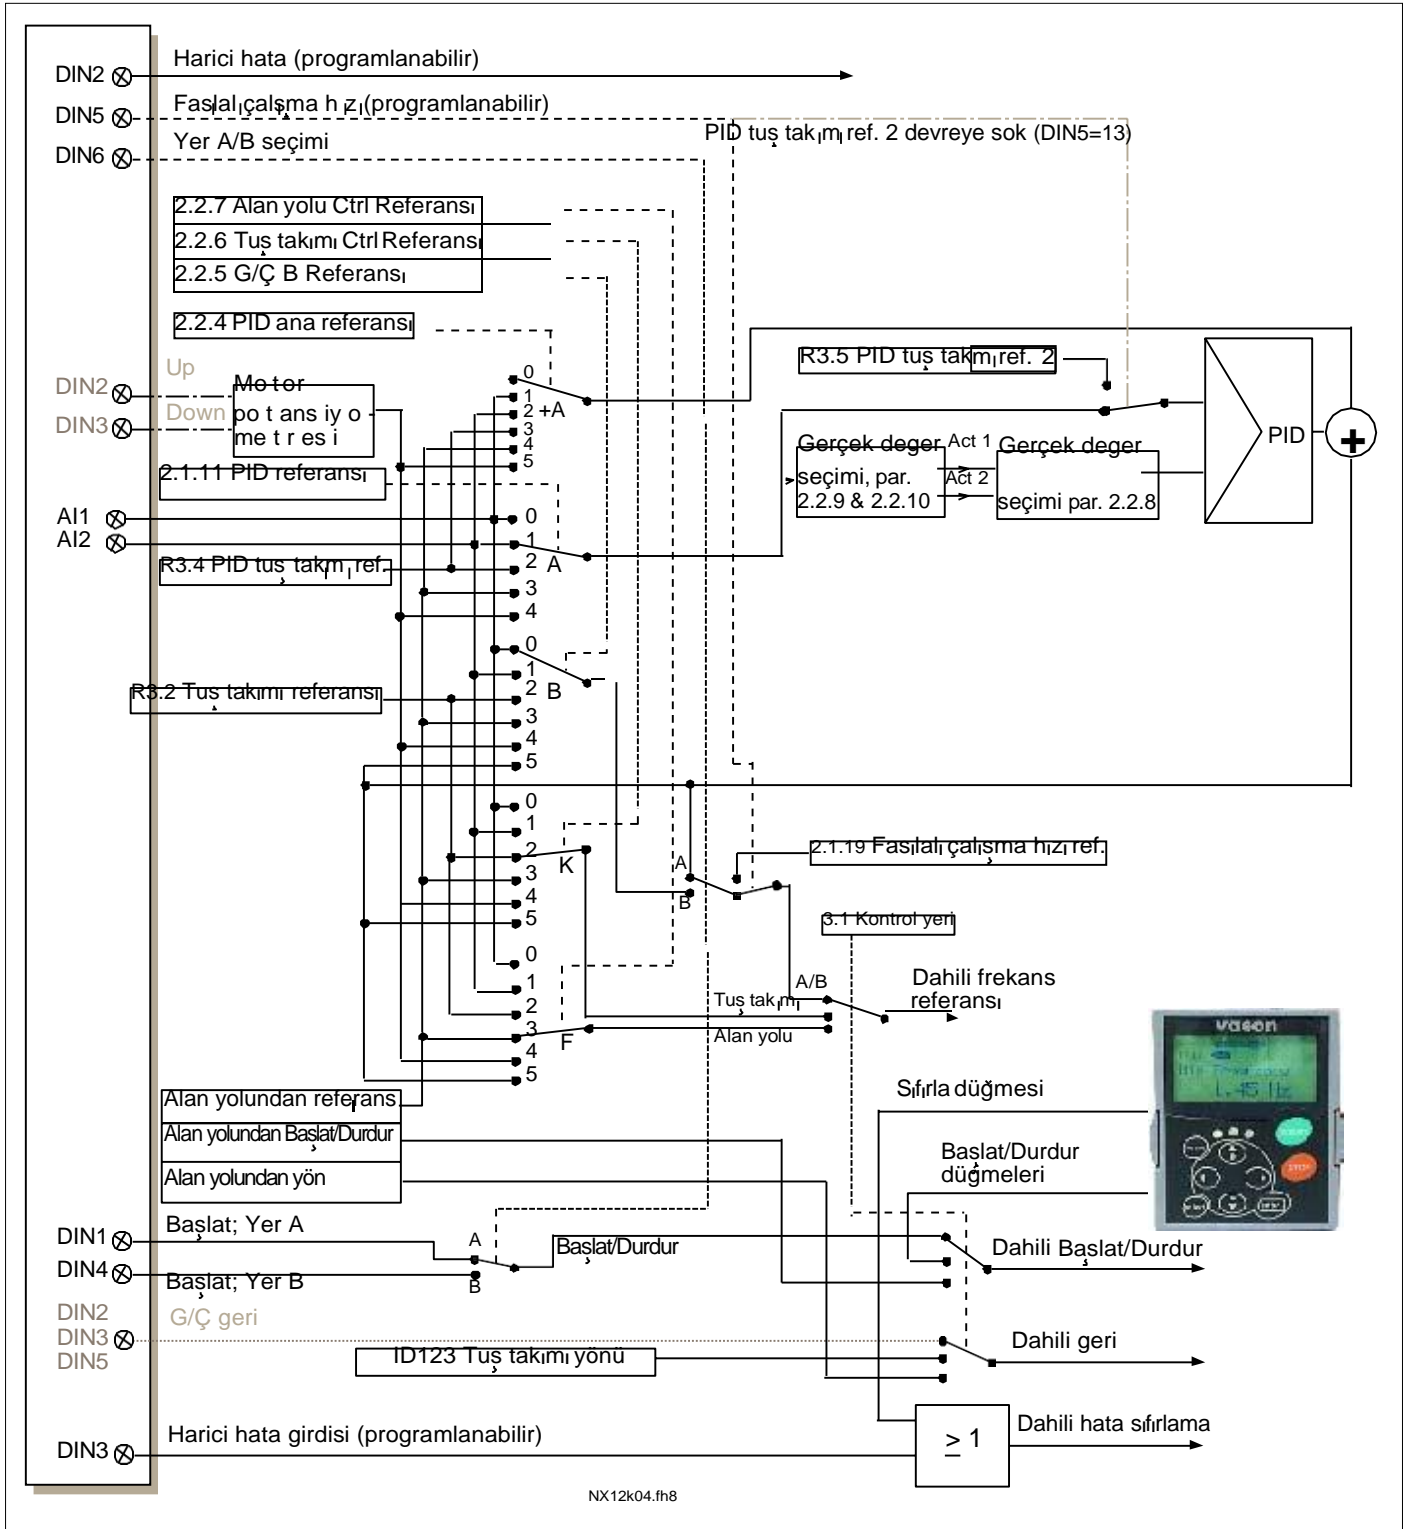 Harici hata (programlanabilir)
DIN2
Fasılalı çalışma hızı (programlanabilir)
DIN5
PID tuş takımı ref. 2 devreye sok (DIN5=13)
Yer A/B seçimi
DIN6
2.2.7 Alan yolu Ctrl Referansı
2.2.6 Tuş takımı Ctrl Referansı
2.2.5 G/Ç B Referansı
2.2.4 PID ana referansı
R3.5 PID tuş takımı ref. 2
Up
DIN2
Down
DIN3
Motor
potansiyo-
metresi
0
1
2 +A
3
4
5
PID
+
Gerçek deger
seçimi, par.
2.2.9 & 2.2.10
Act 1
Act 2
Gerçek deger
seçimi par. 2.2.8
2.1.11 PID referansı
AI1
AI2
0
1
2 A
3
4
R3.4 PID tuş takımı ref.
0
1
2 B
3
4
5
R3.2 Tuş takımı referansı
0
1
2
K
3
4
5
A
B
2.1.19 Fasılalı çalışma hızı ref.
3.1 Kontrol yeri
0
1
2
3 F
4
5
A/B
Tuş takımı
Alan yolu
Dahili frekans
referansı
vacon
1.45 Hz
START
STOP
Alan yolundan referans
Alan yolundan Başlat/Durdur
Alan yolundan yön
Sıfırla düğmesi
Başlat/Durdur
düğmeleri
DIN1
Başlat; Yer A
DIN4
Başlat; Yer B
A
B
Başlat/Durdur
Dahili Başlat/Durdur
DIN2
DIN3
DIN5
G/Ç geri
ID123 Tuş takımı yönü
Dahili geri
DIN3
Harici hata girdisi (programlanabilir)
≥ 1
Dahili hata sıfırlama
NX12k04.fh8